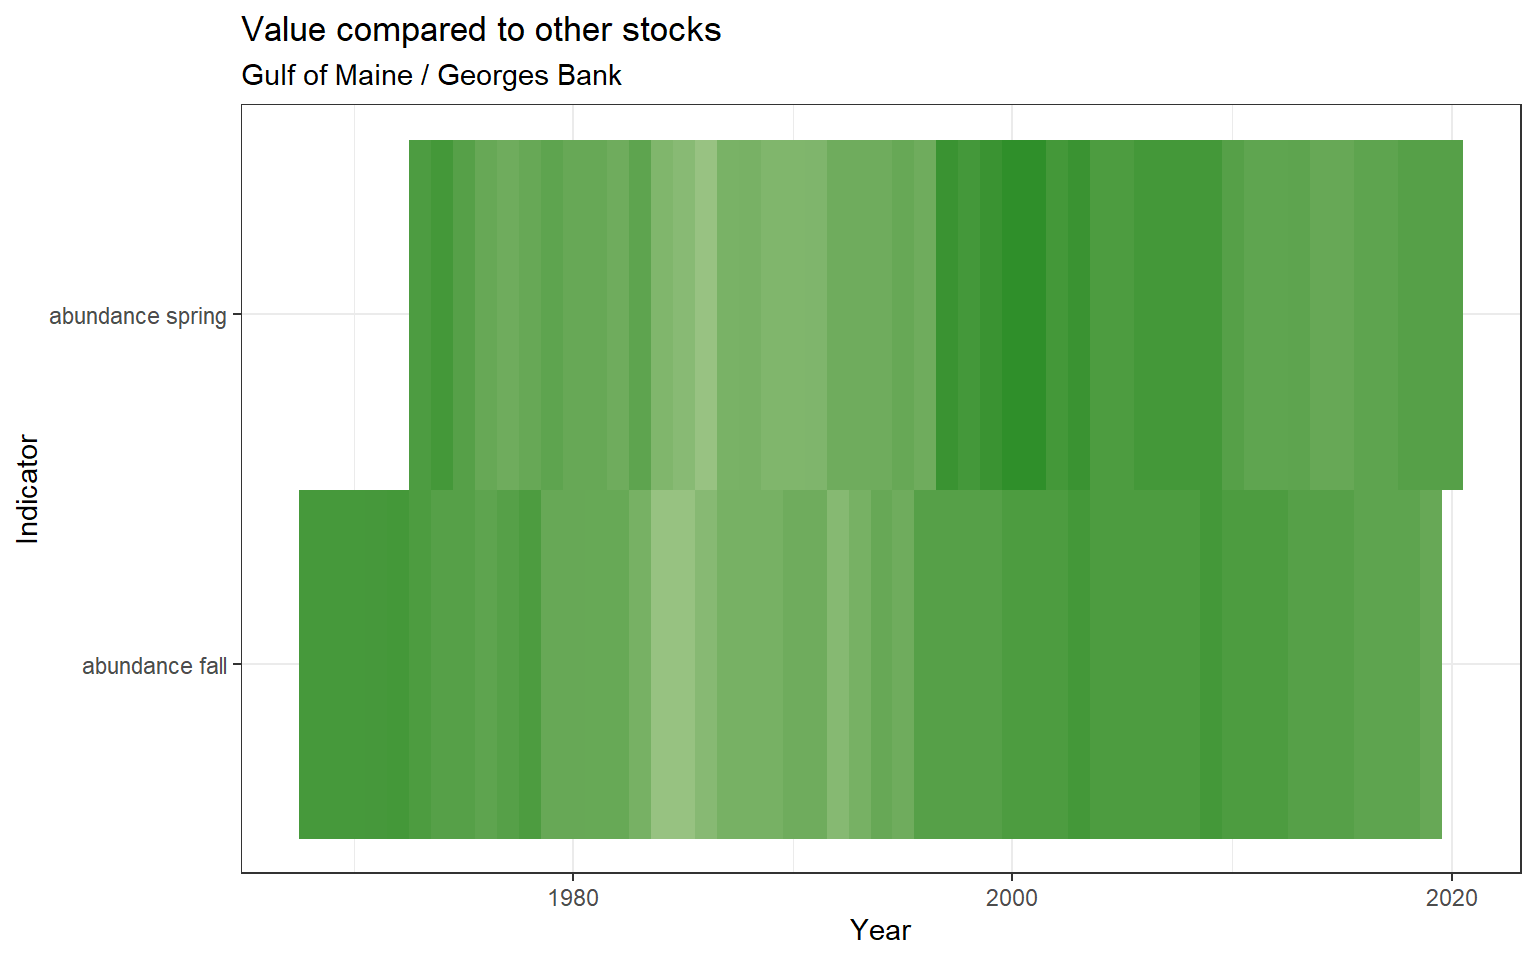 Value compared to other stocks
Gulf of Maine / Georges Bank
Indicator
abundance spring
abundance fall
1980
2000
2020
Year